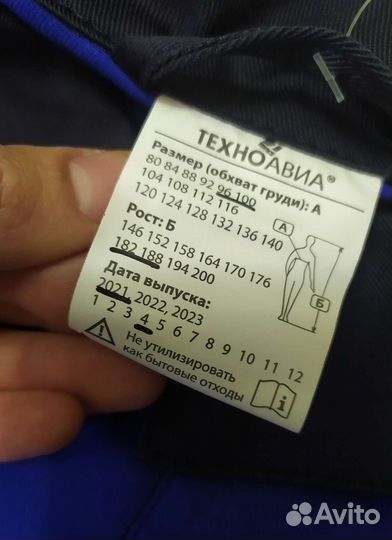 ТЕХНОАВИА®
Размер (обхват груди): А
80 84 88 92 96 100
104 108 112 116
120 124 128 132 136 140
Рост: Б
146 152 158 164 170 176
182 188 194 200
Дата выпуска:
2021, 2022, 2023
1 2 3 4 5 6 7 8 9 10 11 12
Не утилизировать
как бытовые отходы
А
Б
Avito